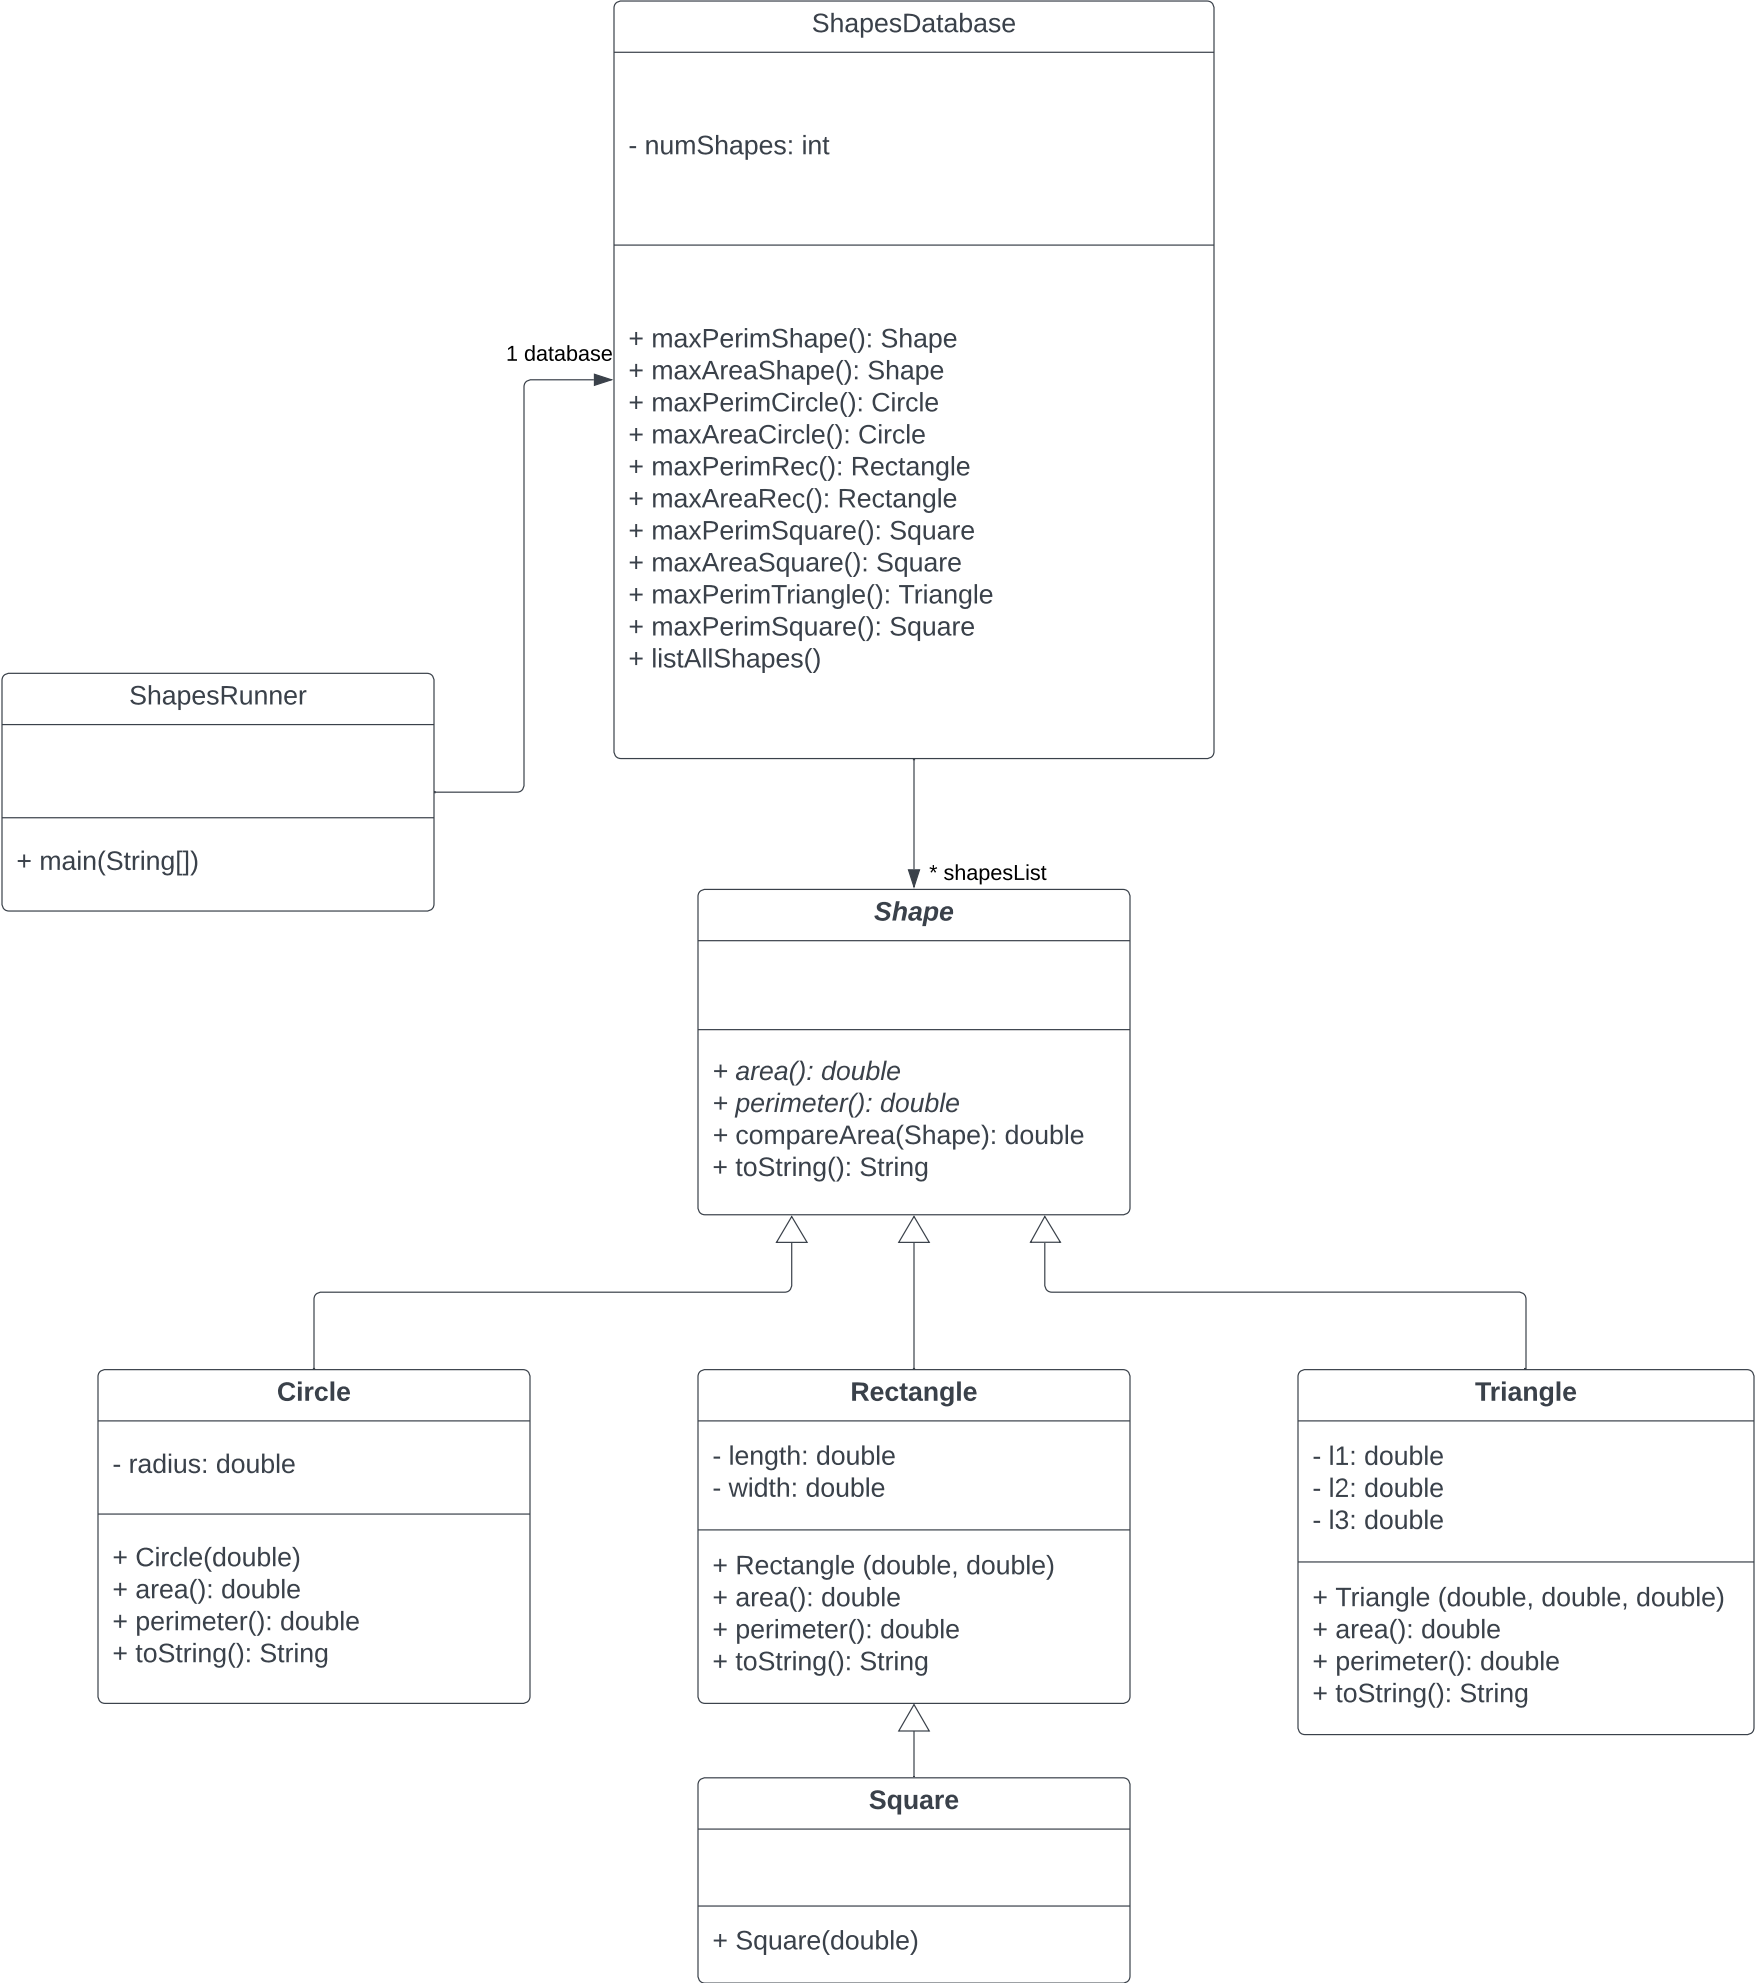 ShapesDatabase
- numShapes: int
+ maxPerimShape(): Shape
+ maxAreaShape(): Shape
+ maxPerimCircle(): Circle
+ maxAreaCircle(): Circle
+ maxPerimRec(): Rectangle
+ maxAreaRec(): Rectangle
+ maxPerimSquare(): Square
+ maxAreaSquare(): Square
+ maxPerimTriangle(): Triangle
+ maxPerimSquare(): Square
+ listAllShapes()
1 database
ShapesRunner
+ main(String[])
* shapesList
Shape
+ area(): double
+ perimeter(): double
+ compareArea(Shape): double
+ toString(): String
Circle
- radius: double
+ Circle(double)
+ area(): double
+ perimeter(): double
+ toString(): String
Rectangle
- length: double
- width: double
+ Rectangle (double, double)
+ area(): double
+ perimeter(): double
+ toString(): String
Triangle
- l1: double
- l2: double
- l3: double
+ Triangle (double, double, double)
+ area(): double
+ perimeter(): double
+ toString(): String
Square
+ Square(double)